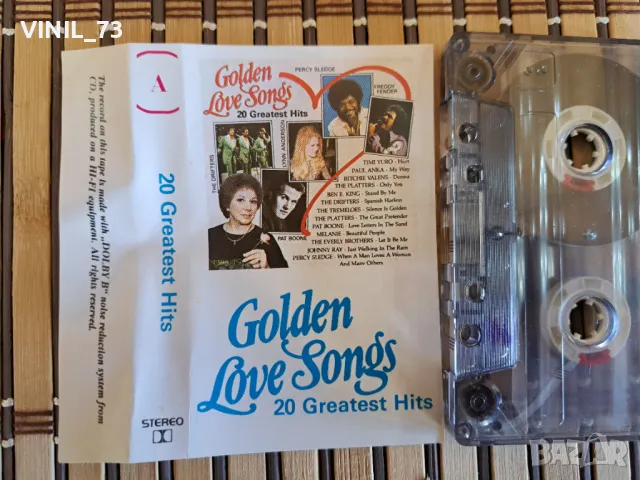 VINIL_73
( A )
The record on this tape is made with „DOLBY B“ noise reduction system from
CD, produced on a Hi-Fi equipment. All rights reserved.
20 Greatest Hits
STEREO
Golden
Love Songs
20 Greatest Hits
PERCY SLEDGE
FREDDY
FENDER
LYNN ANDERSON
THE DRIFTERS
PAT BOONE
TIMI YURO - Hurt
PAUL ANKA - My Way
RITCHIE VALENS - Donna
THE PLATTERS - Only You
BEN E. KING - Stand By Me
THE DRIFTERS - Spanish Harlem
THE TREMELOES - Silence Is Golden
THE PLATTERS - The Great Pretender
PAT BOONE - Love Letters In The Sand
MELANIE - Beautiful People
THE EVERLY BROTHERS - Let It Be Me
JOHNNY RAY - Just Walking In The Rain
PERCY SLEDGE - When A Man Loves A Woman
And Many Others
Golden
Love Songs
20 Greatest Hits
BAZAR